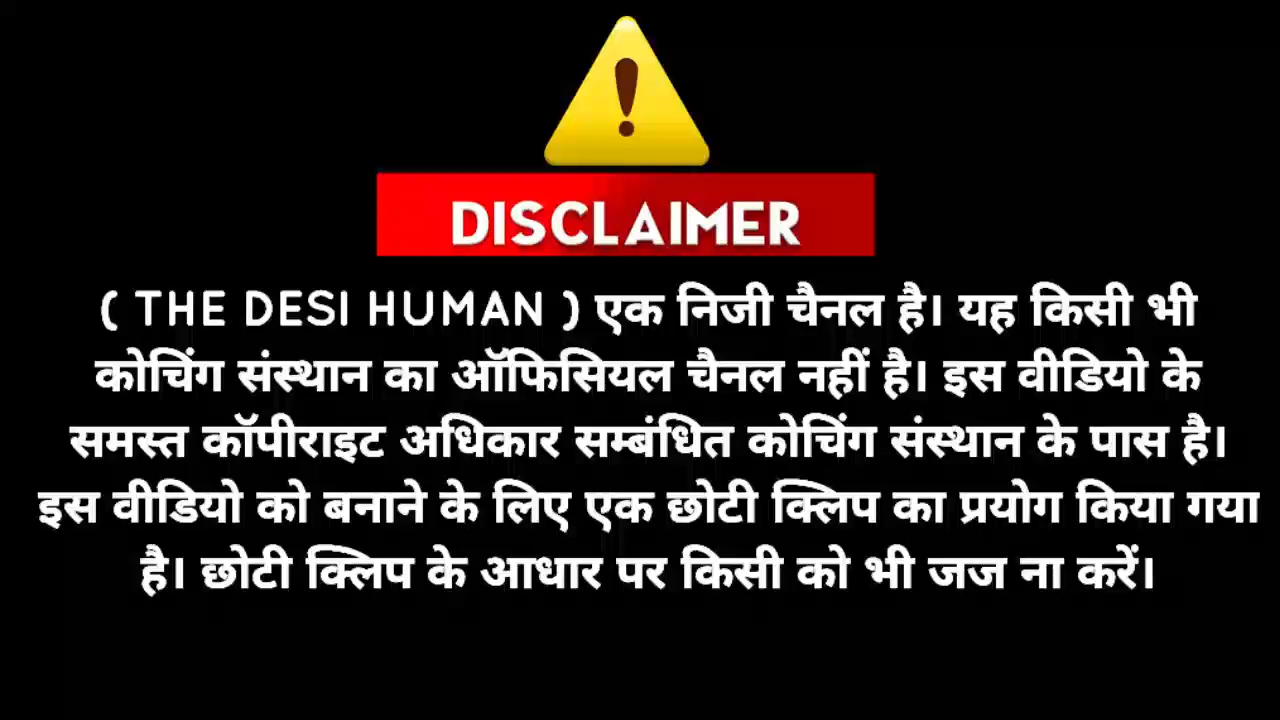 DISCLAIMER
( THE DESI HUMAN ) एक निजी चैनल है। यह किसी भी
कोचिंग संस्थान का ऑफिसियल चैनल नहीं है। इस वीडियो के
समस्त कॉपीराइट अधिकार सम्बंधित कोचिंग संस्थान के पास है।
इस वीडियो को बनाने के लिए एक छोटी क्लिप का प्रयोग किया गया
है। छोटी क्लिप के आधार पर किसी को भी जज ना करें।